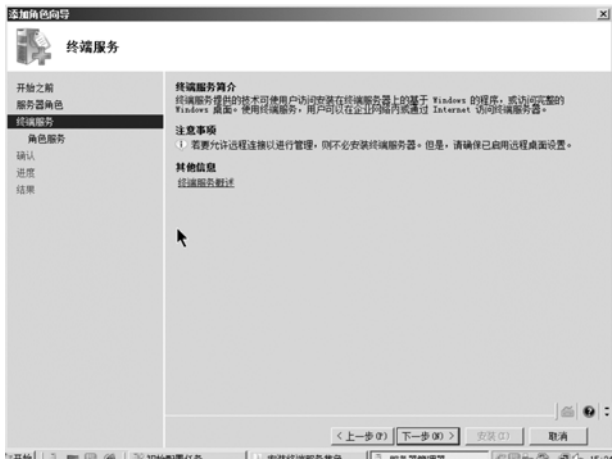 添加角色向导
终端服务
开始之前
服务器角色
终端服务
角色服务
确认
进度
结果
终端服务简介
终端服务提供的技术可使用户访问安装在终端服务器上的基于 Windows 的程序，或访问完整的
Windows 桌面。使用终端服务，用户可以在企业网络内或通过 Internet 访问终端服务器。
注意事项
若要允许远程连接以进行管理，则不必安装终端服务器。但是，请确保已启用远程桌面设置。
其他信息
终端服务概述
< 上一步(P)
下一步(N) >
安装(I)
取消